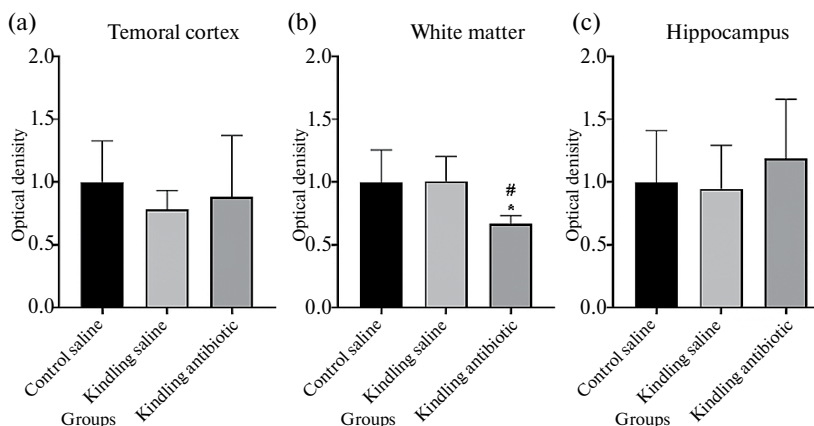 (a)
Temoral cortex
2.0
1.5
1.0
0.5
0.0
Optical denisity
Control saline
Kindling saline
Kindling antibiotic
Groups
(b)
White matter
2.0
1.5
1.0
0.5
0.0
Optical denisity
#
*
Control saline
Kindling saline
Kindling antibiotic
Groups
(c)
Hippocampus
2.0
1.5
1.0
0.5
0.0
Optical denisity
Control saline
Kindling saline
Kindling antibiotic
Groups